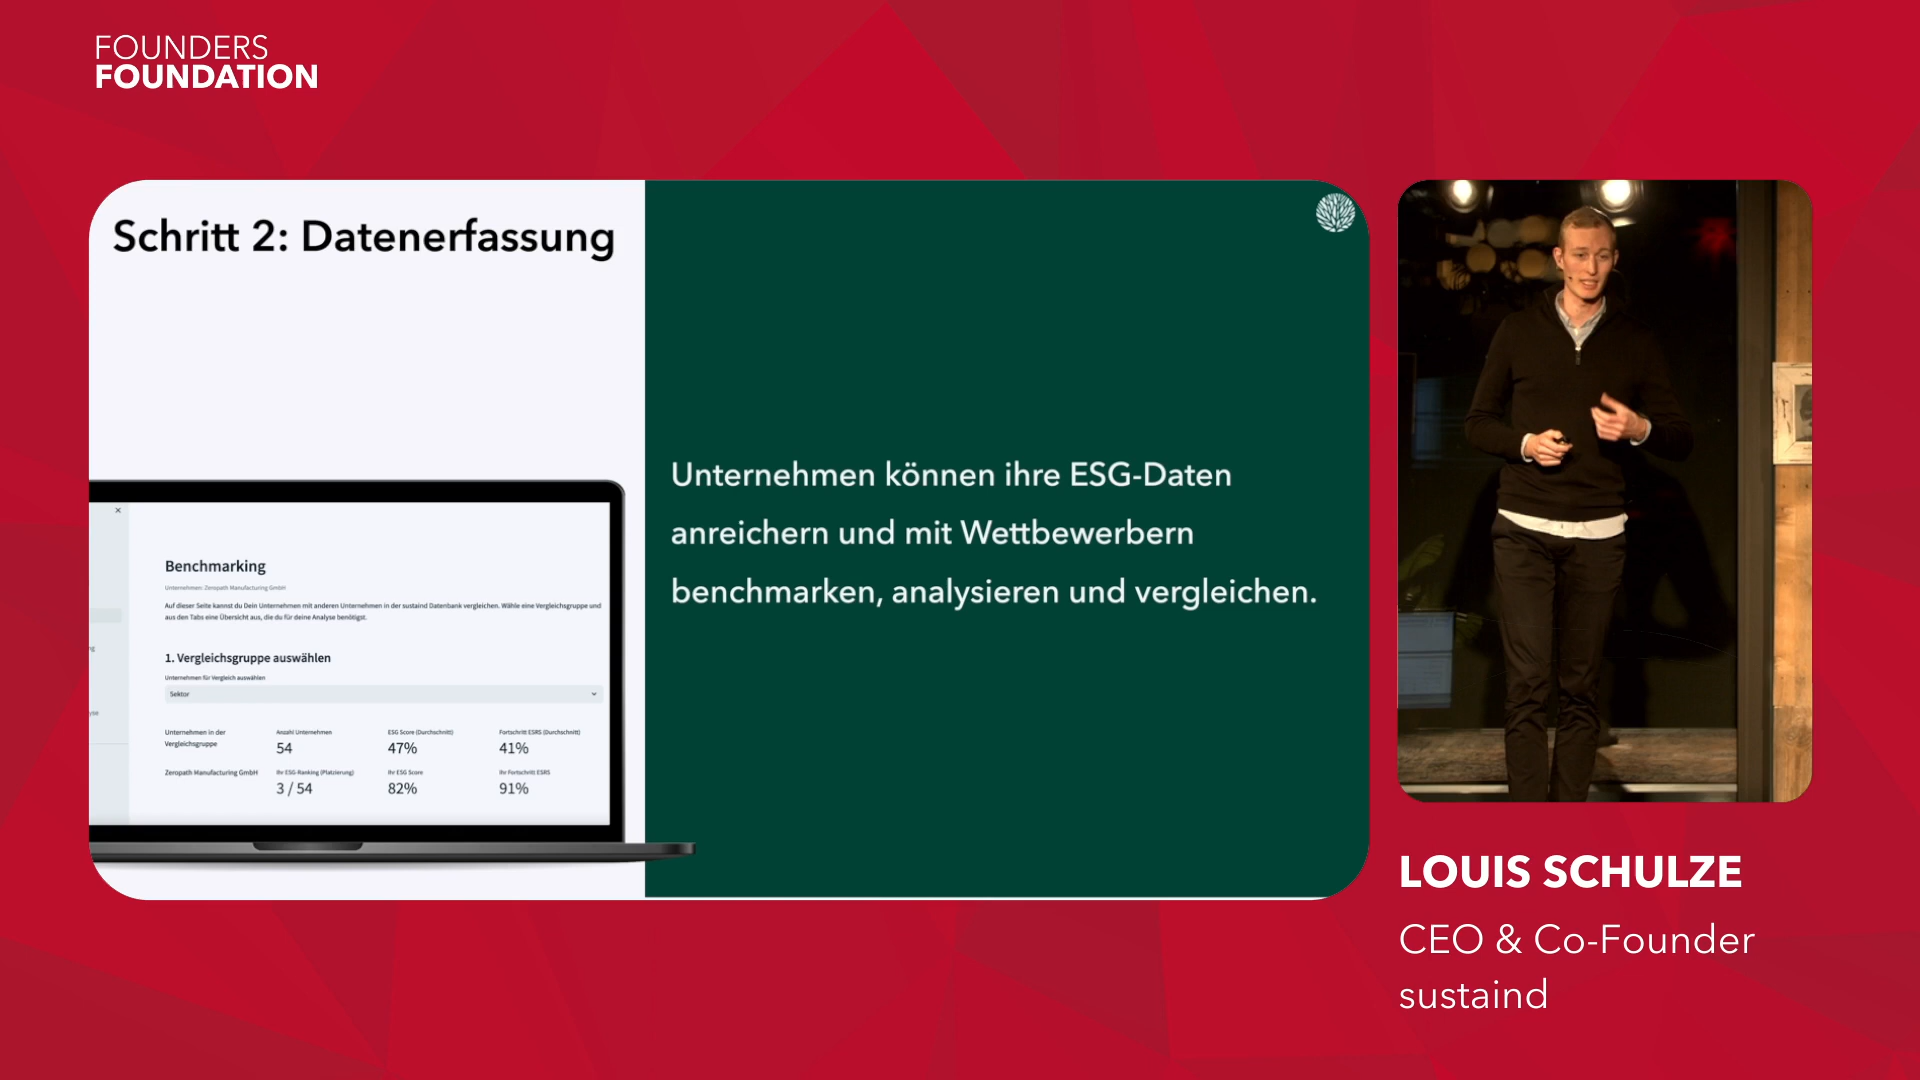 FOUNDERS
FOUNDATION
Schritt 2: Datenerfassung
Unternehmen können ihre ESG-Daten
anreichern und mit Wettbewerbern
benchmarken, analysieren und vergleichen.
Benchmarking
Unternehmen: Zeropath Manufacturing GmbH
Auf dieser Seite kannst du Dein Unternehmen mit anderen Unternehmen in der sustaind Datenbank vergleichen. Wähle eine Vergleichsgruppe und
aus den Tabs eine Übersicht aus, die du für deine Analyse benötigst.
1. Vergleichsgruppe auswählen
Unternehmen für Vergleich auswählen
Sektor
Unternehmen in der
Vergleichsgruppe
Anzahl Unternehmen
54
ESG Score (Durchschnitt)
47%
Fortschritt ESRS (Durchschnitt)
41%
Zeropath Manufacturing GmbH
Ihr ESG-Ranking (Platzierung)
3 / 54
Ihr ESG Score
82%
Ihr Fortschritt ESRS
91%
LOUIS SCHULZE
CEO & Co-Founder
sustaind